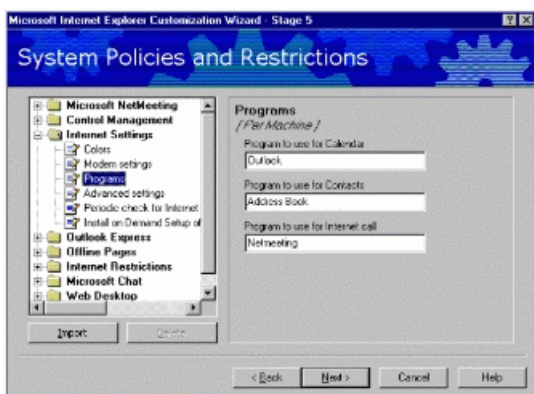 Microsoft Internet Explorer Customization Wizard - Stage 5
System Policies and Restrictions
Microsoft NetMeeting
Control Management
Internet Settings
Colors
Modem settings
Programs
Advanced settings
Periodic check for Internet
Install on Demand Setup of
Outlook Express
Offline Pages
Internet Restrictions
Microsoft Chat
Web Desktop
Import
Delete
Programs
[Per Machine]
Program to use for Calendar
Outlook
Program to use for Contacts
Address Book
Program to use for Internet call
Netmeeting
< Back
Next >
Cancel
Help